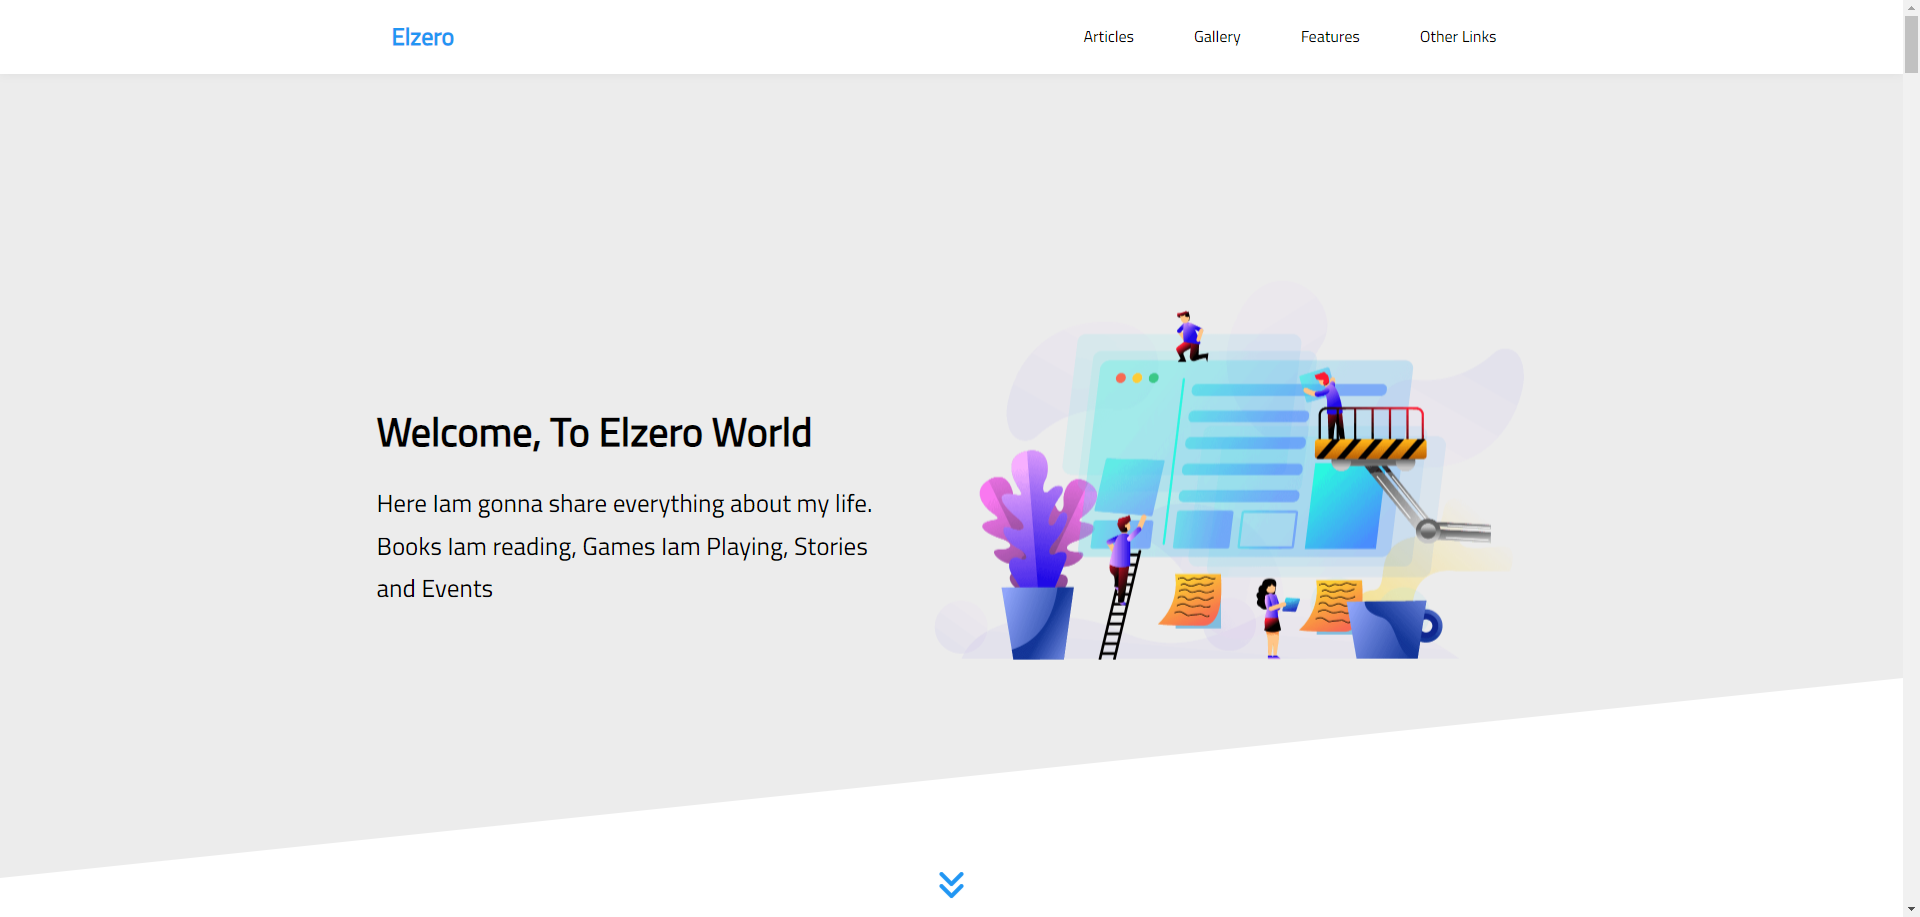 Elzero
Articles
Gallery
Features
Other Links
Welcome, To Elzero World
Here Iam gonna share everything about my life.
Books Iam reading, Games Iam Playing, Stories
and Events